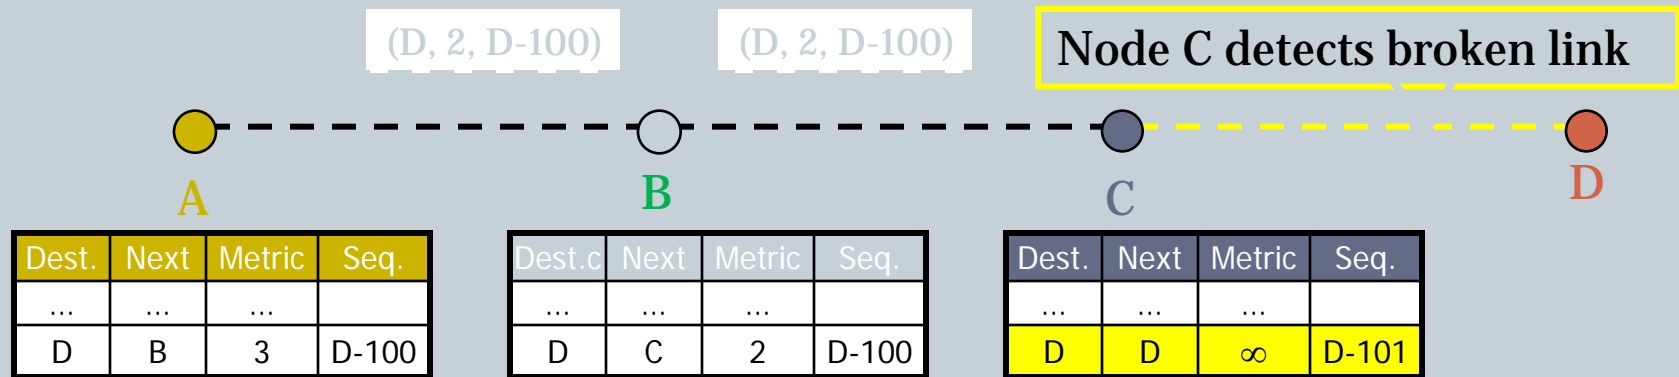 (D, 2, D-100) (D, 2, D-100) Node C detects broken link
A B C D
Dest. Next Metric Seq. Dest.c Next Metric Seq. Dest. Next Metric Seq.
... ... ... ... ... ... ... ... ...
D B 3 D-100 D C 2 D-100 D D ∞ D-101